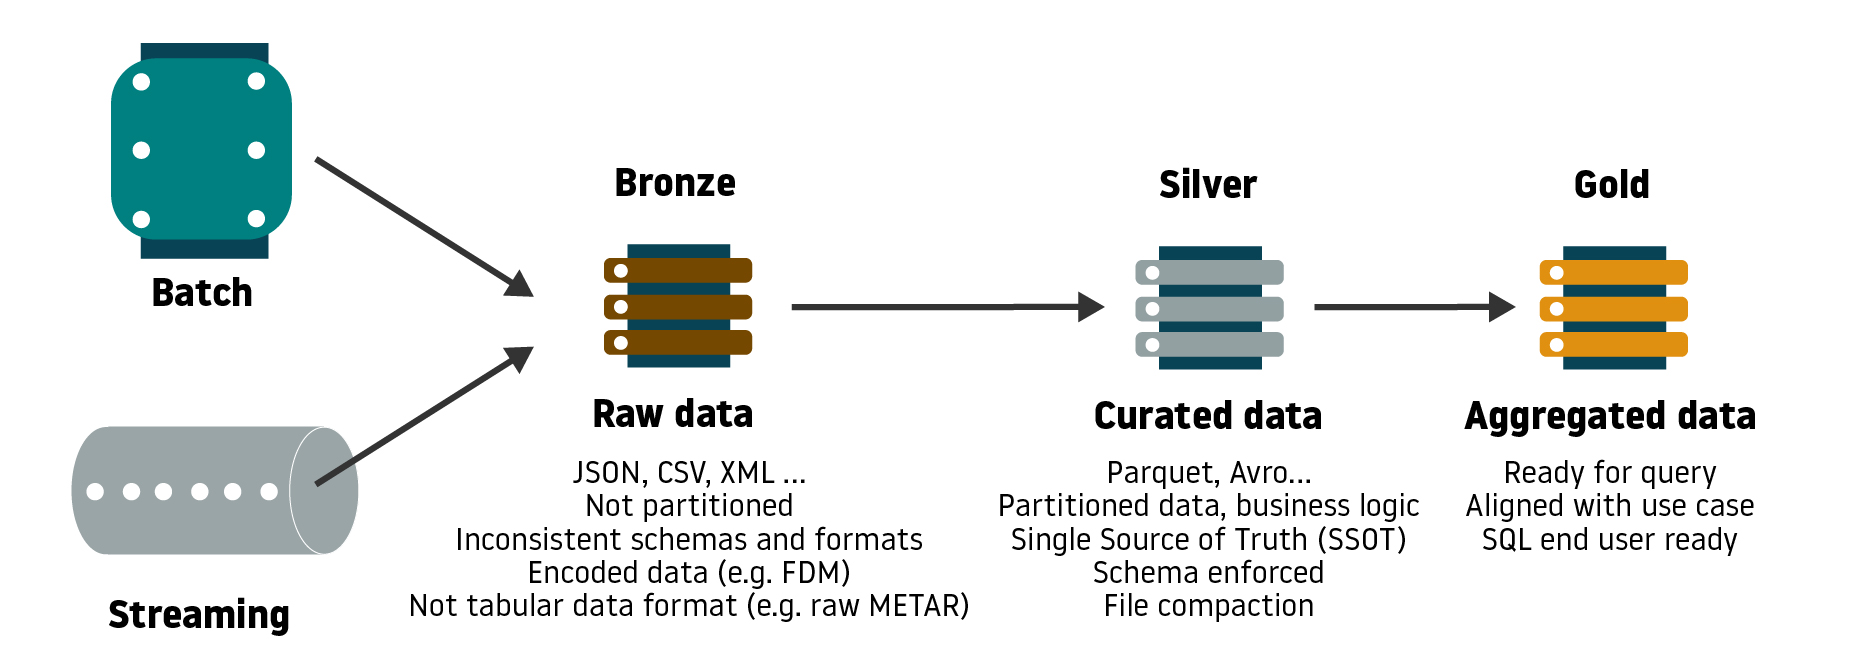 Batch
Streaming
Bronze
Raw data
JSON, CSV, XML ...
Not partitioned
Inconsistent schemas and formats
Encoded data (e.g. FDM)
Not tabular data format (e.g. raw METAR)
Silver
Curated data
Parquet, Avro...
Partitioned data, business logic
Single Source of Truth (SSOT)
Schema enforced
File compaction
Gold
Aggregated data
Ready for query
Aligned with use case
SQL end user ready